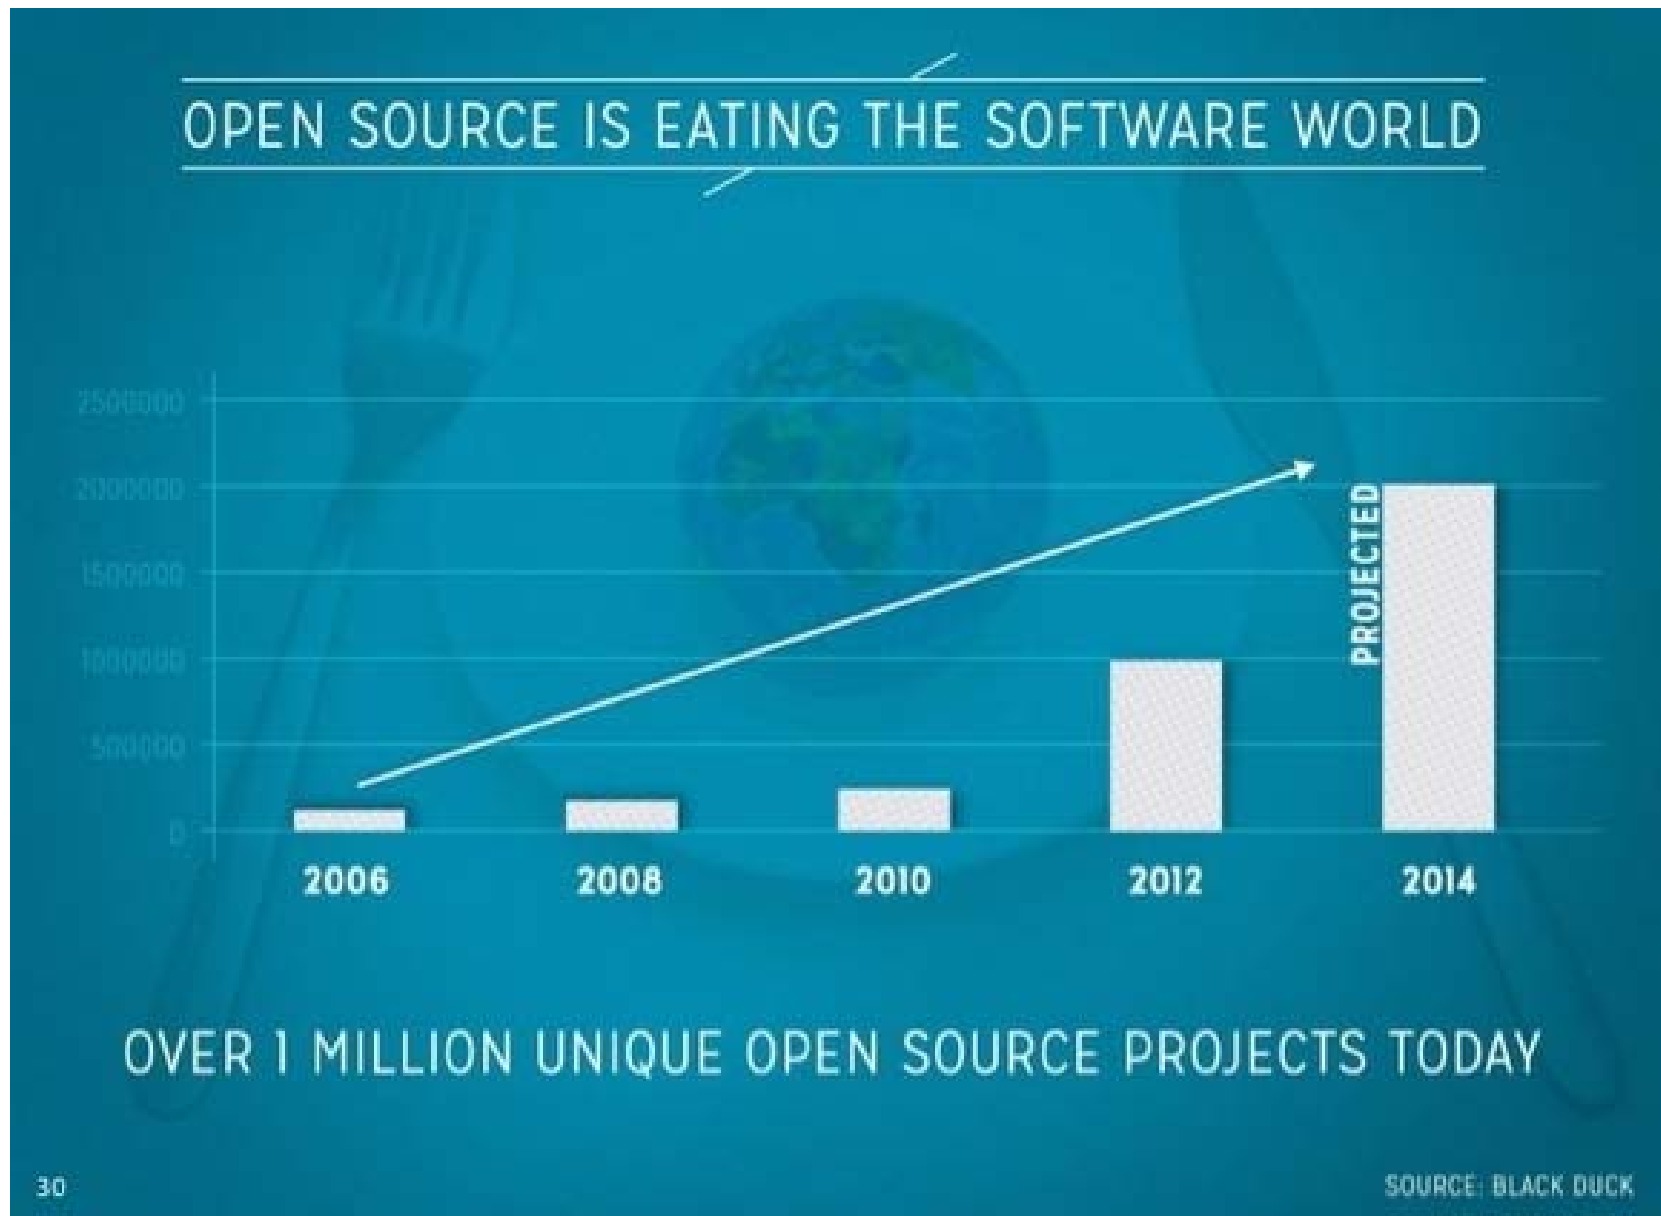 OPEN SOURCE IS EATING THE SOFTWARE WORLD
2500000
2000000
1500000
1000000
500000
0
PROJECTED
2006 2008 2010 2012 2014
OVER 1 MILLION UNIQUE OPEN SOURCE PROJECTS TODAY
30
SOURCE: BLACK DUCK